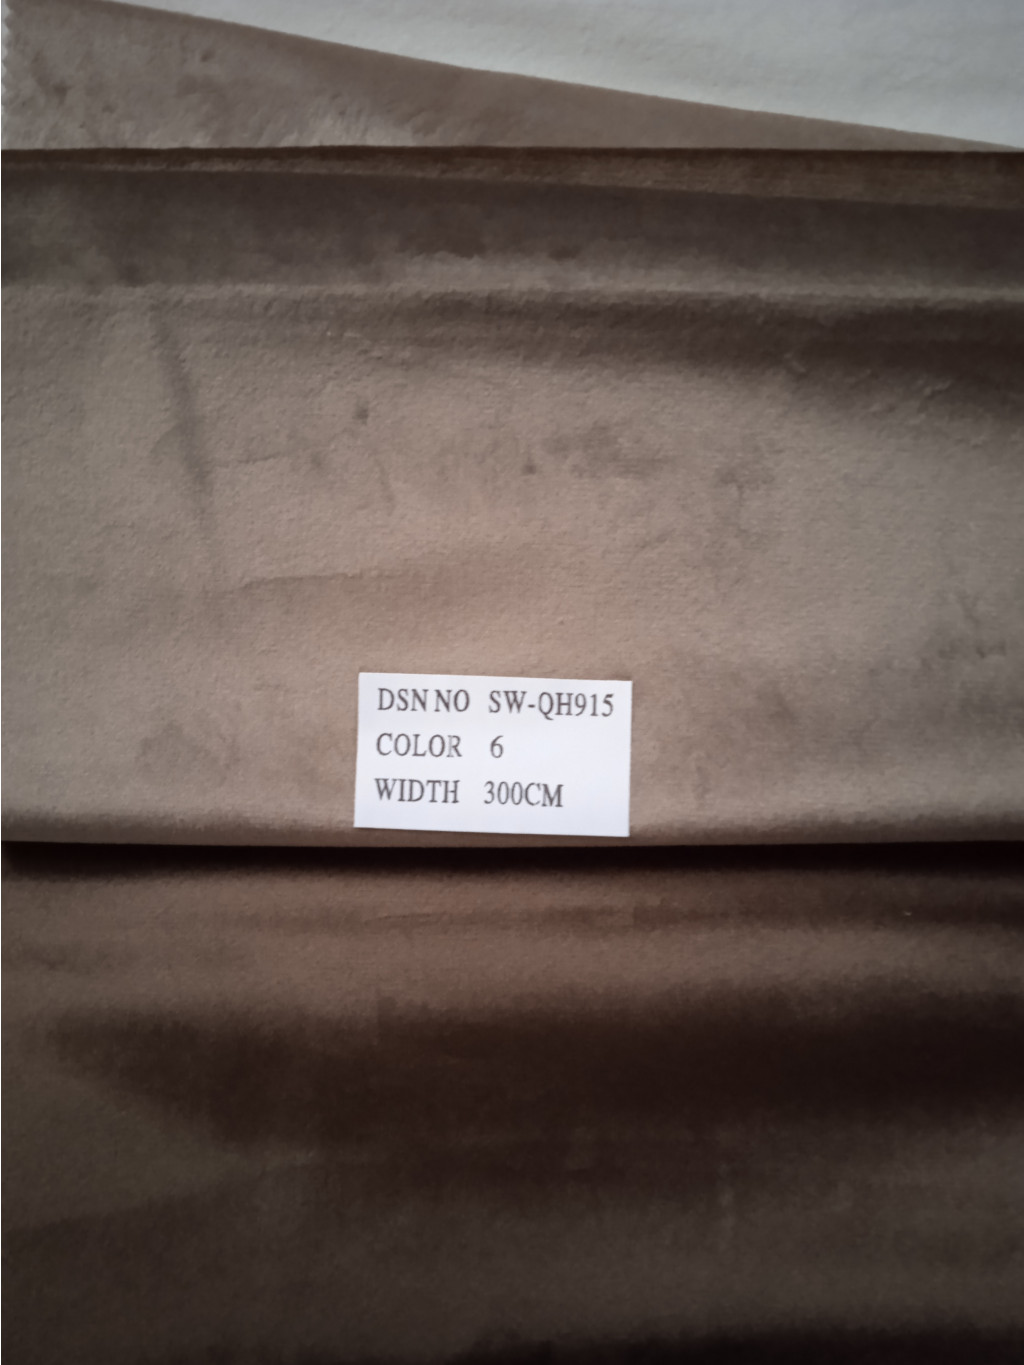 DSN NO SW-QH915
COLOR 6
WIDTH 300CM